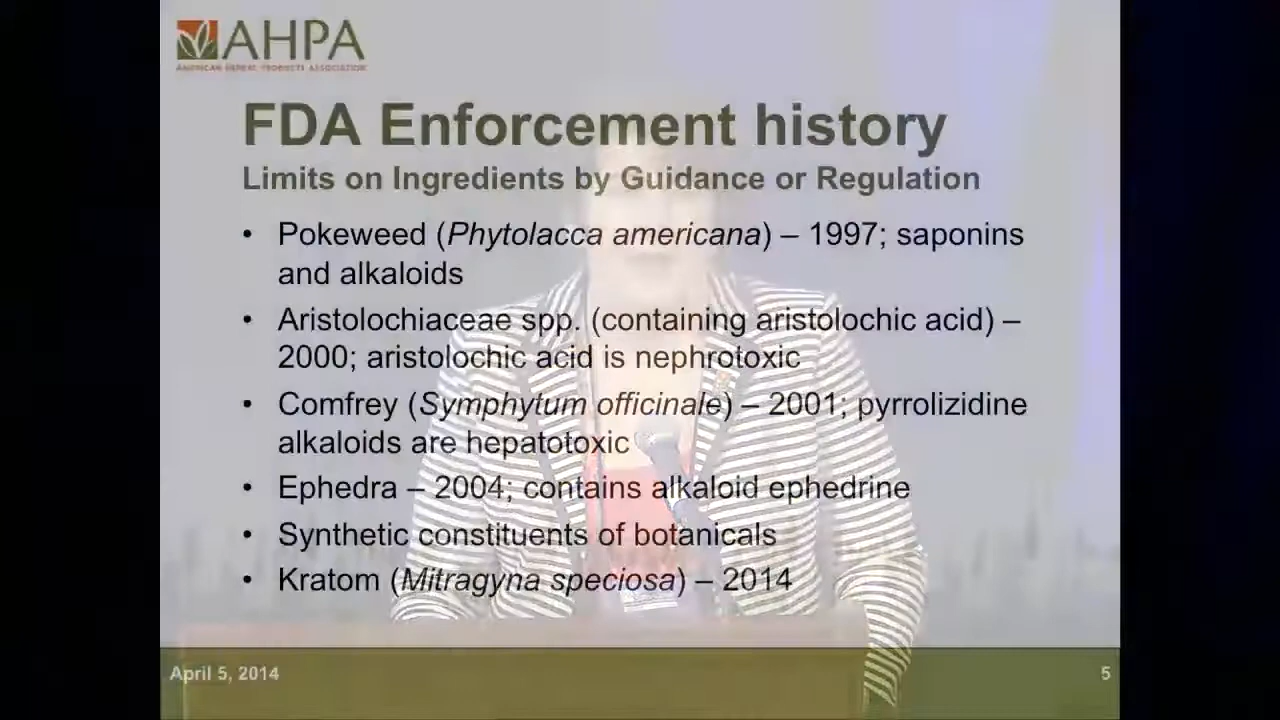 AHPA
AMERICAN HERBAL PRODUCTS ASSOCIATION
FDA Enforcement history
Limits on Ingredients by Guidance or Regulation
• Pokeweed (Phytolacca americana) – 1997; saponins
and alkaloids
• Aristolochiaceae spp. (containing aristolochic acid) –
2000; aristolochic acid is nephrotoxic
• Comfrey (Symphytum officinale) – 2001; pyrrolizidine
alkaloids are hepatotoxic
• Ephedra – 2004; contains alkaloid ephedrine
• Synthetic constituents of botanicals
• Kratom (Mitragyna speciosa) – 2014
April 5, 2014
5